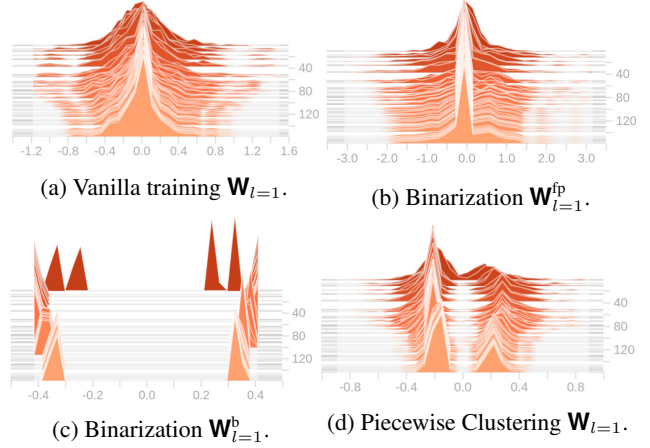 40
80
120
-1.2 -0.8 -0.4 0.0 0.4 0.8 1.2 1.6
(a) Vanilla training W_{l=1}.
40
80
120
-3.0 -2.0 -1.0 0.0 1.0 2.0 3.0
(b) Binarization W^{fp}_{l=1}.
40
80
120
-0.4 -0.2 0.0 0.2 0.4
(c) Binarization W^{b}_{l=1}.
40
80
120
-0.8 -0.4 0.0 0.4 0.8
(d) Piecewise Clustering W_{l=1}.